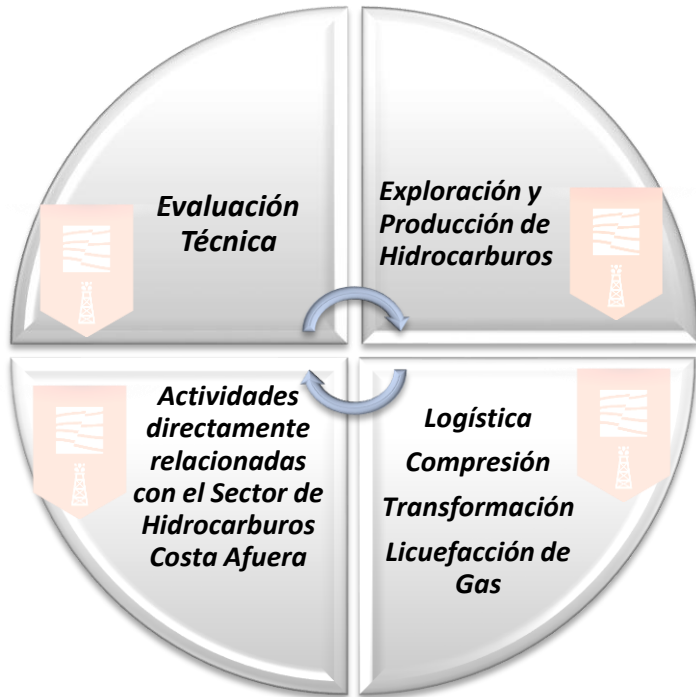 Evaluación
Técnica
Exploración y
Producción de
Hidrocarburos
Actividades
directamente
relacionadas
con el Sector de
Hidrocarburos
Costa Afuera
Logística
Compresión
Transformación
Licuefacción de
Gas